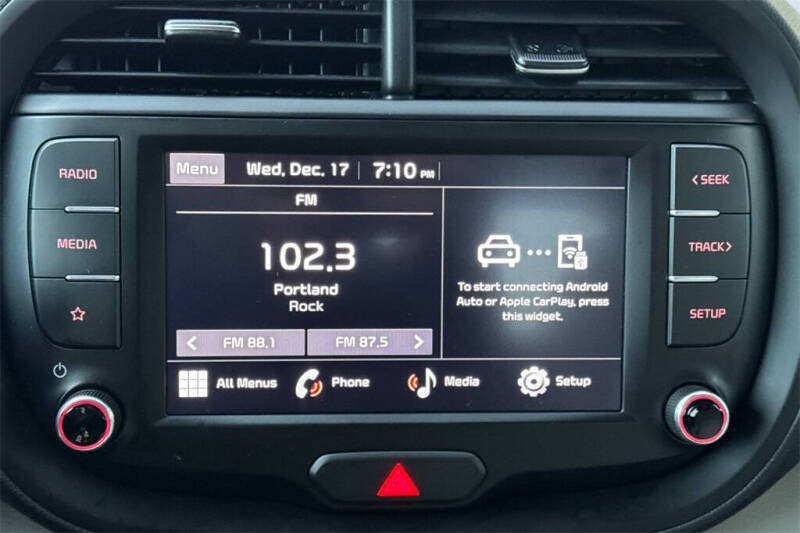 RADIO
MEDIA
Menu
Wed, Dec. 17
7:10 PM
FM
102.3
Portland
Rock
< FM 88.1
FM 87.5 >
To start connecting Android
Auto or Apple CarPlay, press
this widget.
All Menus
Phone
Media
Setup
< SEEK
TRACK >
SETUP